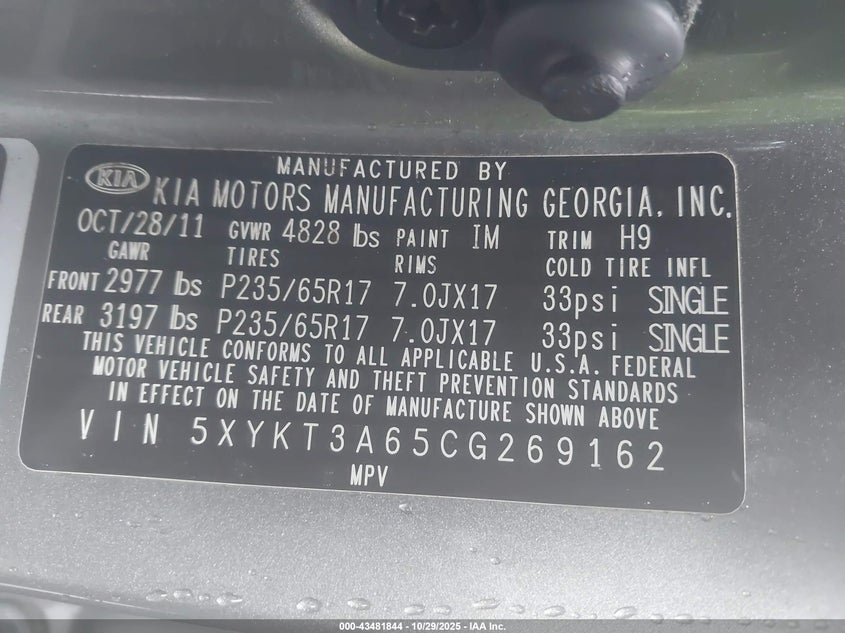 MANUFACTURED BY
KIA KIA MOTORS MANUFACTURING GEORGIA, INC.
OCT/28/11 GVWR 4828 lbs PAINT IM TRIM H9
GAWR TIRES RIMS COLD TIRE INFL
FRONT 2977 lbs P235/65R17 7.0JX17 33psi SINGLE
REAR 3197 lbs P235/65R17 7.0JX17 33psi SINGLE
THIS VEHICLE CONFORMS TO ALL APPLICABLE U.S.A. FEDERAL
MOTOR VEHICLE SAFETY AND THEFT PREVENTION STANDARDS
IN EFFECT ON THE DATE OF MANUFACTURE SHOWN ABOVE
VIN 5XYKT3A65CG269162
MPV
000-43481844 - 10/29/2025 - IAA Inc.